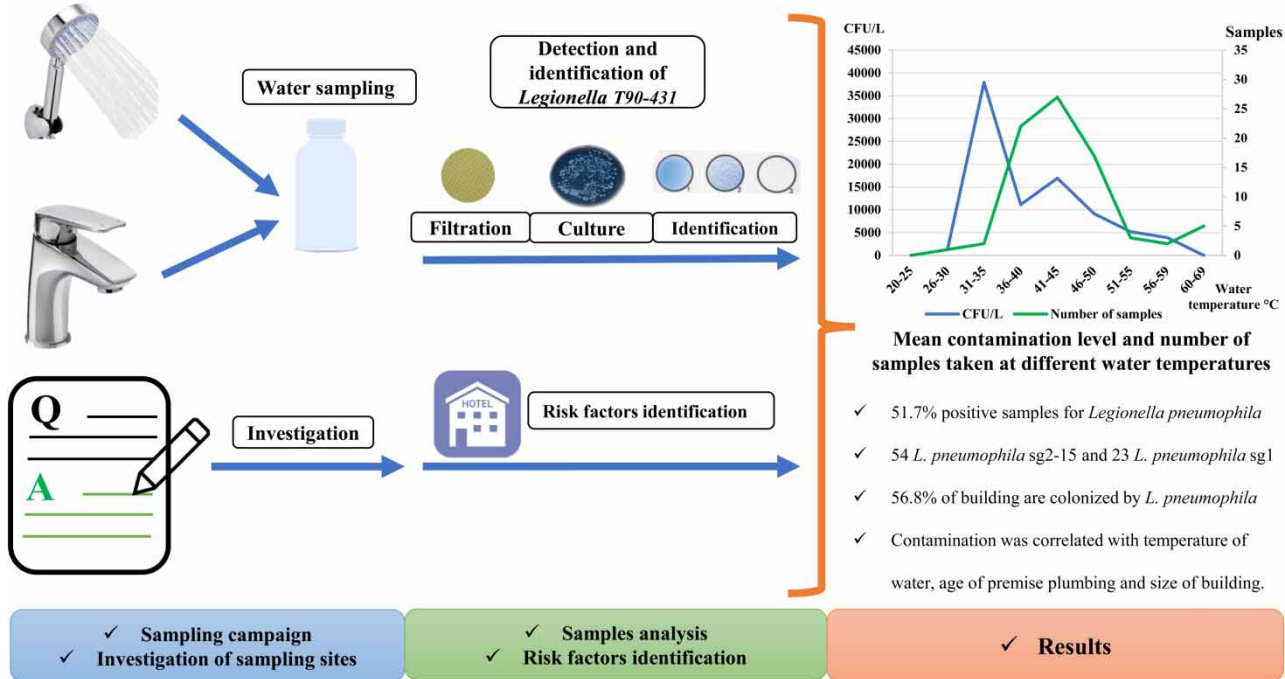 Water sampling
Detection and
identification of
Legionella T90-431
Filtration
Culture
1
2
3
Identification
Q
A
Investigation
HOTEL
Risk factors identification
CFU/L
Samples
45000
40000
35000
30000
25000
20000
15000
10000
5000
0
35
30
25
20
15
10
5
0
20-25
26-30
31-35
36-40
41-45
46-50
51-55
56-59
60-69
Water
temperature °C
CFU/L
Number of samples
Mean contamination level and number of
samples taken at different water temperatures
✓ 51.7% positive samples for Legionella pneumophila
✓ 54 L. pneumophila sg2-15 and 23 L. pneumophila sg1
✓ 56.8% of building are colonized by L. pneumophila
✓ Contamination was correlated with temperature of
water, age of premise plumbing and size of building.
✓ Sampling campaign
✓ Investigation of sampling sites
✓ Samples analysis
✓ Risk factors identification
✓ Results